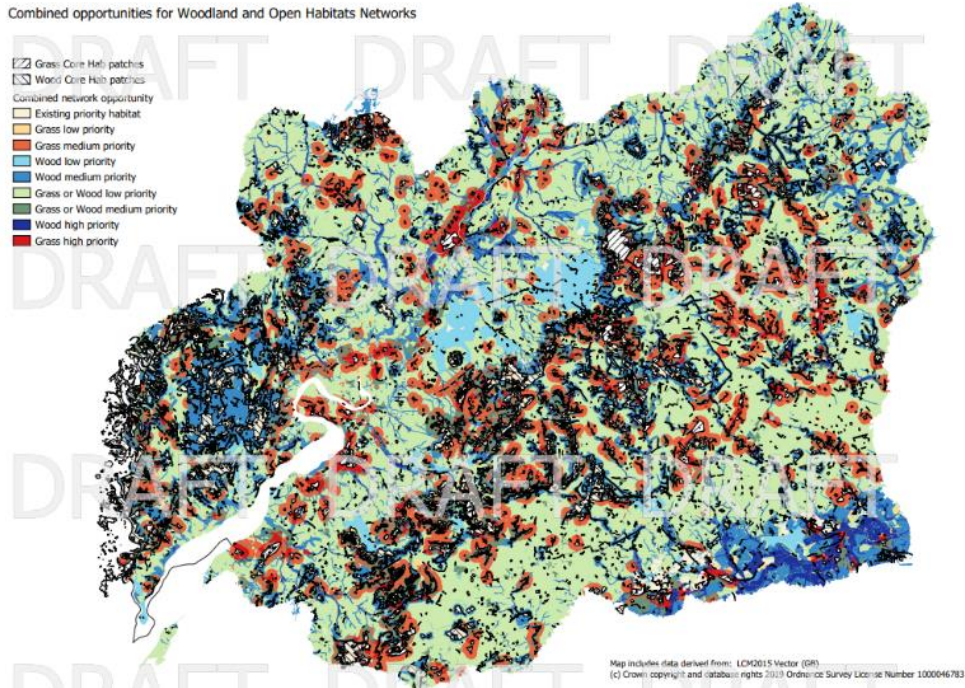 Combined opportunities for Woodland and Open Habitats Networks
DRAFT DRAFT DRAFT
Grass Core Hab patches
Wood Core Hab patches
Combined network opportunity
Existing priority habitat
Grass low priority
Grass medium priority
Wood low priority
Wood medium priority
Grass or Wood low priority
Grass or Wood medium priority
Wood high priority
Grass high priority
DRAFT DRAFT DRAFT
DRAFT DRAFT DRAFT
Map includes data derived from: LCM2015 Vector (GB)
(c) Crown copyright and database rights 2019 Ordnance Survey License Number 1000046783
DRAFT DRAFT DRAFT